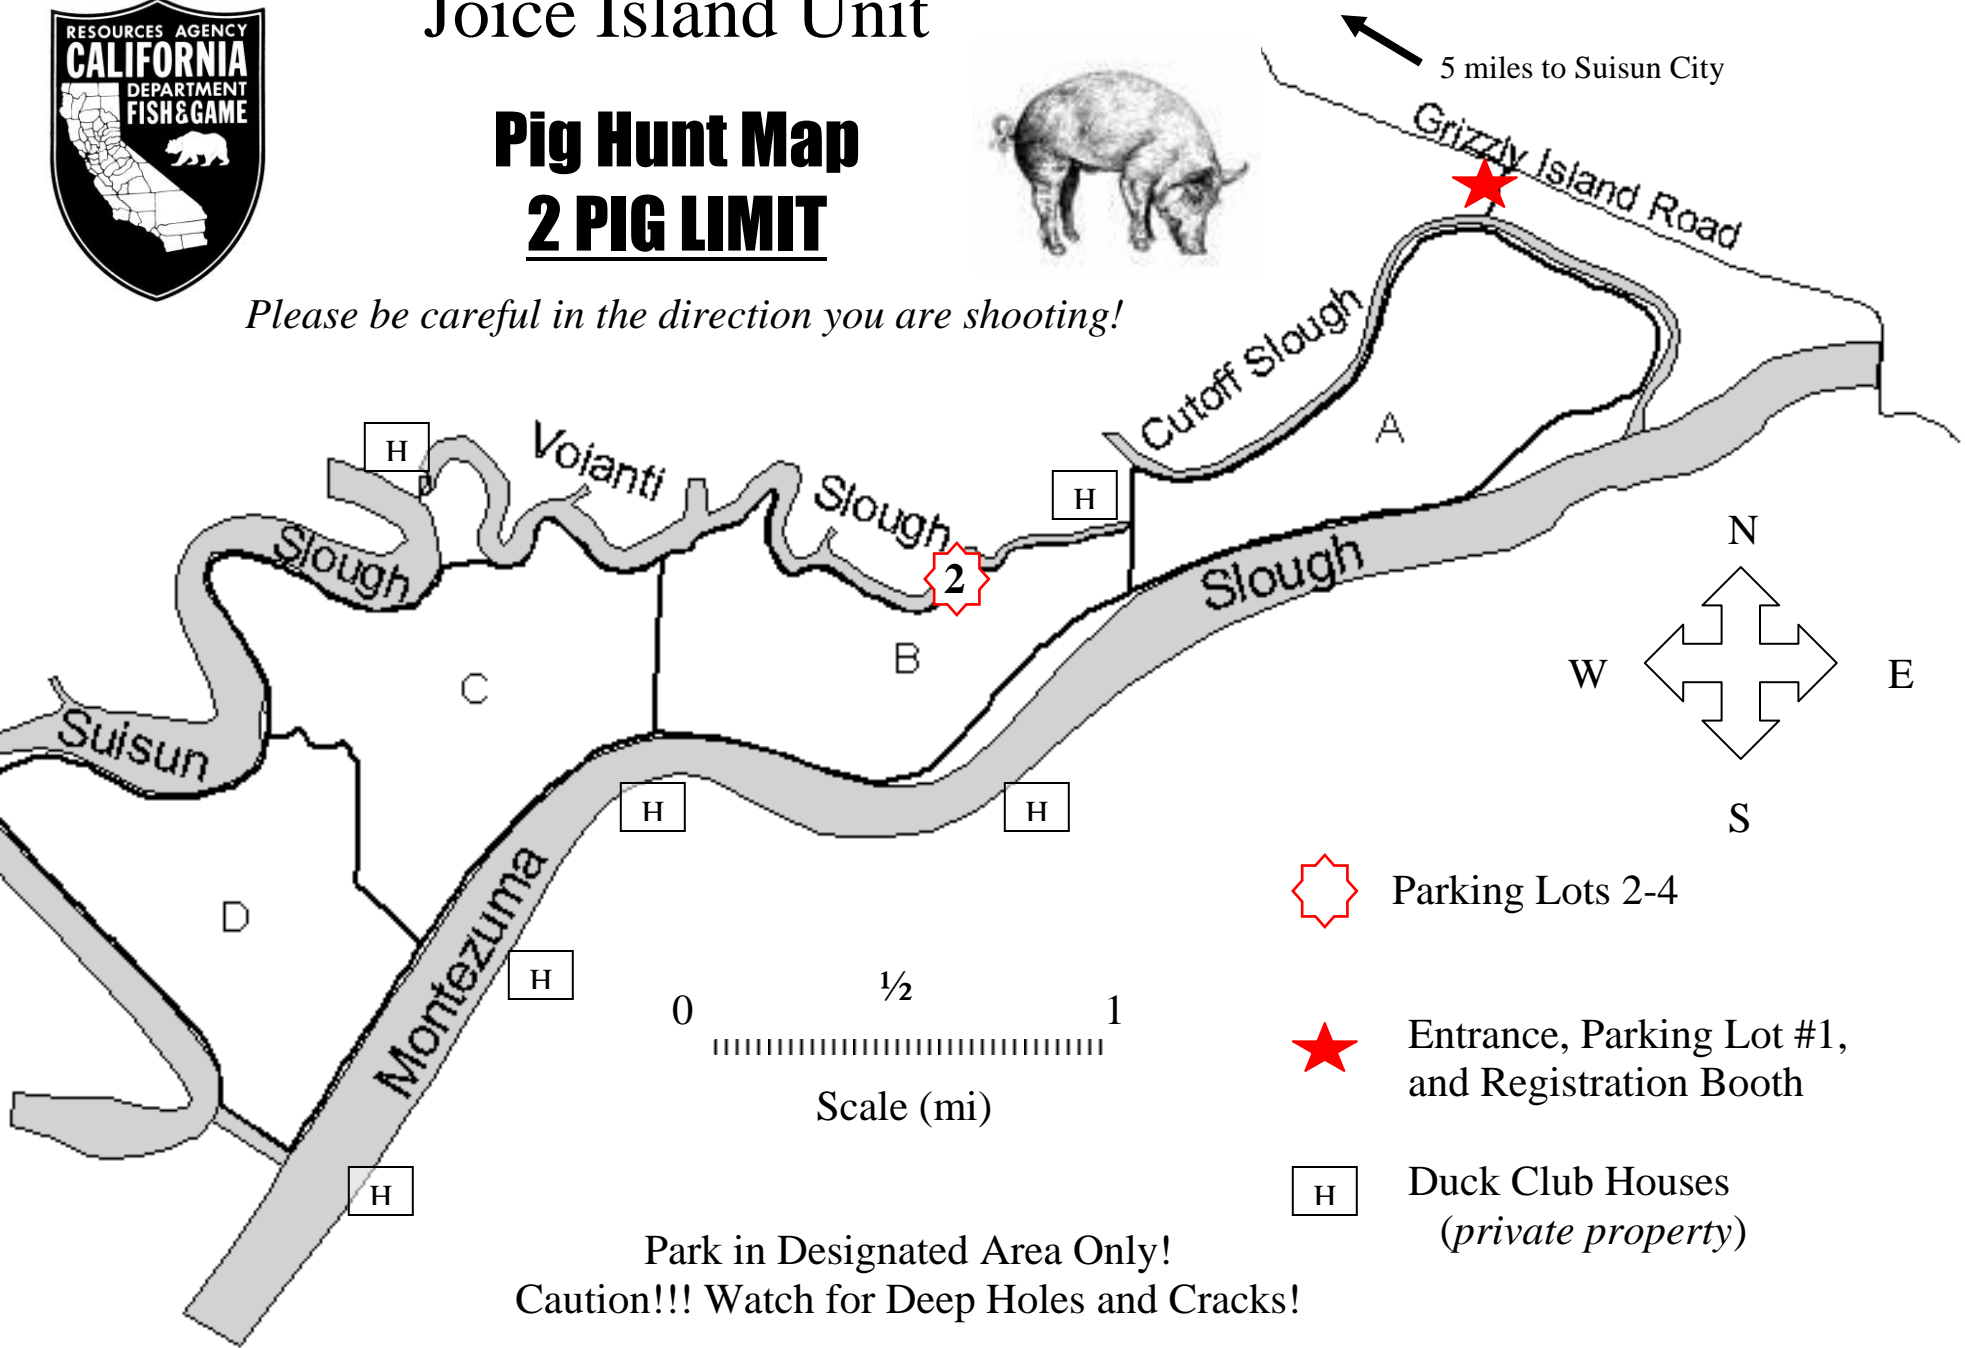 Joice Island Unit
RESOURCES AGENCY
CALIFORNIA
DEPARTMENT
FISH & GAME
Pig Hunt Map
2 PIG LIMIT
Please be careful in the direction you are shooting!
5 miles to Suisun City
Grizzly Island Road
Cutoff Slough
A
H
Voianti
Slough
H
2
B
Slough
Slough
C
Suisun
N
W
E
S
H
H
D
Montezuma
H
H
0
½
1
Scale (mi)
Parking Lots 2-4
Entrance, Parking Lot #1,
and Registration Booth
H
Duck Club Houses
(private property)
Park in Designated Area Only!
Caution!!! Watch for Deep Holes and Cracks!